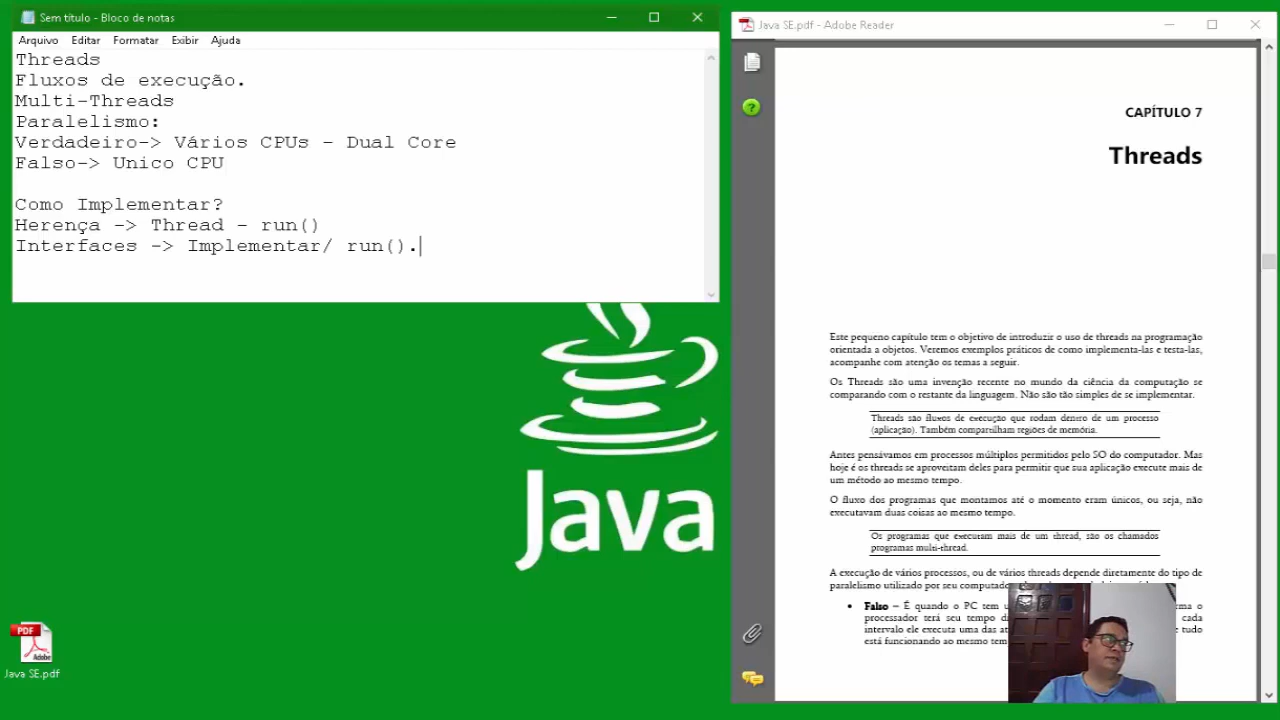 Sem título - Bloco de notas
Arquivo Editar Formatar Exibir Ajuda
Threads
Fluxos de execução.
Multi-Threads
Paralelismo:
Verdadeiro-> Vários CPUs - Dual Core
Falso-> Unico CPU
Como Implementar?
Herença -> Thread - run()
Interfaces -> Implementar/ run().
Java
PDF
Adobe
Java SE.pdf
Java SE.pdf - Adobe Reader
CAPÍTULO 7
Threads
Este pequeno capítulo tem o objetivo de introduzir o uso de threads na programação
orientada a objetos. Veremos exemplos práticos de como implementa-las e testa-las,
acompanhe com atenção os temas a seguir.
Os Threads são uma invenção recente no mundo da ciência da computação se
comparando com o restante da linguagem. Não são tão simples de se implementar.
Threads são fluxos de execução que rodam dentro de um processo
(aplicação). Também compartilham regiões de memória.
Antes pensávamos em processos múltiplos permitidos pelo SO do computador. Mas
hoje é os threads se aproveitam deles para permitir que sua aplicação execute mais de
um método ao mesmo tempo.
O fluxo dos programas que montamos até o momento eram únicos, ou seja, não
executavam duas coisas ao mesmo tempo.
Os programas que executam mais de um thread, são os chamados
programas multi-thread.
A execução de vários processos, ou de vários threads depende diretamente do tipo de
paralelismo utilizado por seu
• Falso – É quando o PC tem o
processador terá seu tempo cada
intervalo ele executa uma das tudo
está funcionando ao mesmo